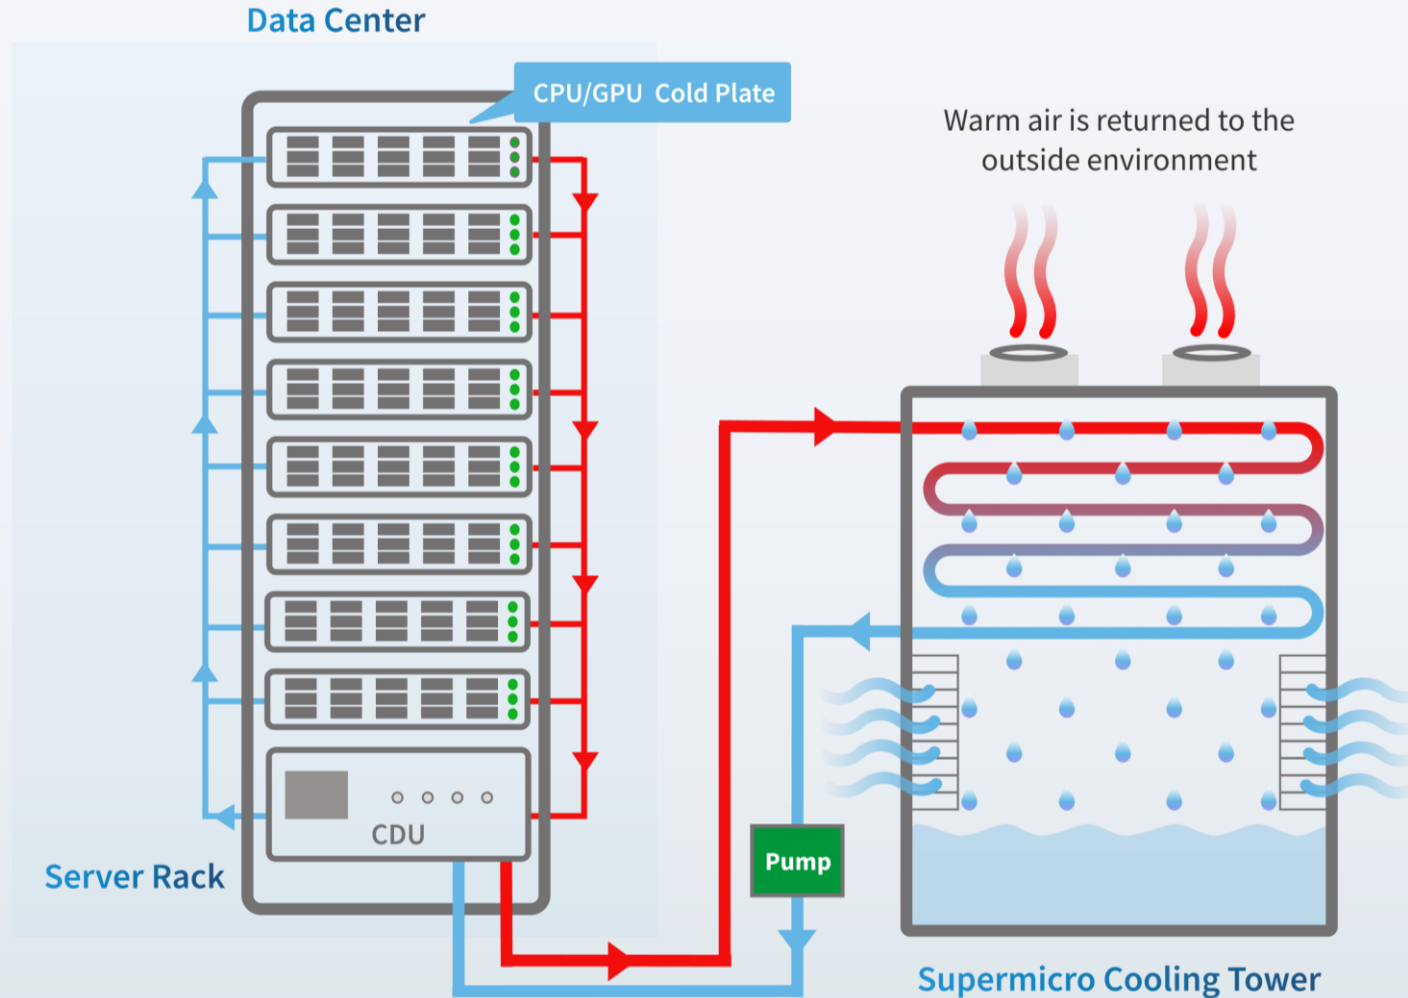 Data Center
CPU/GPU Cold Plate
Warm air is returned to the
outside environment
CDU
Server Rack
Pump
Supermicro Cooling Tower